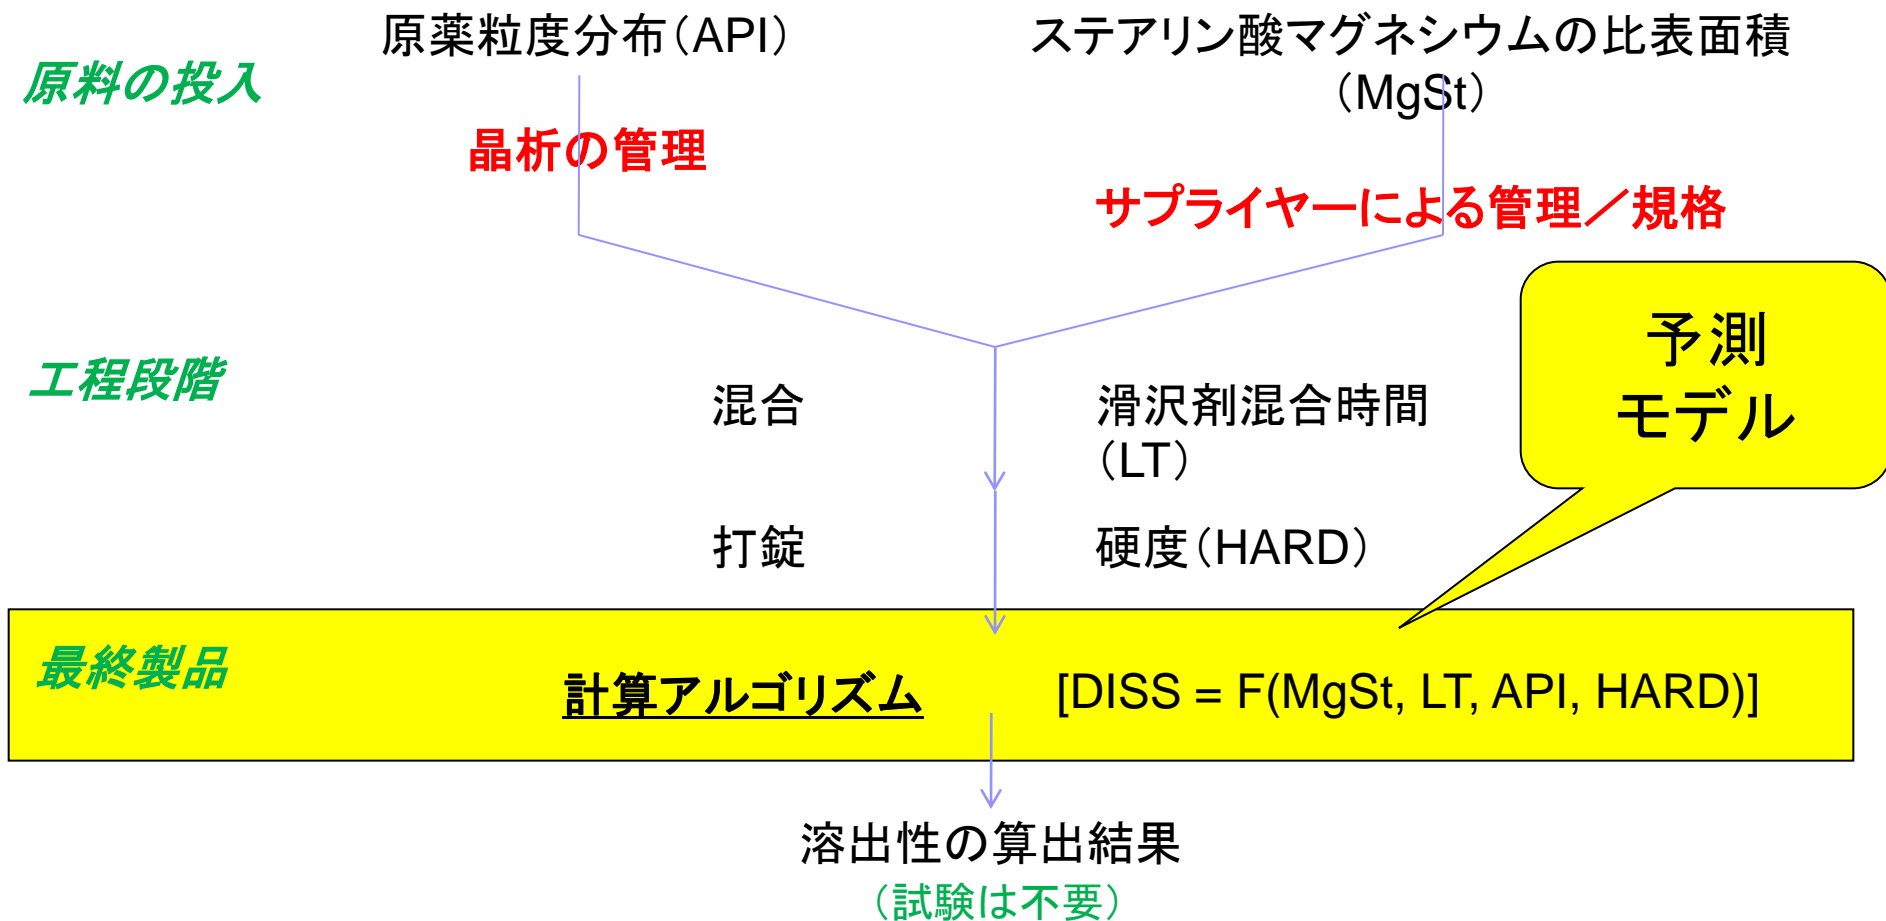 原薬粒度分布（API）
ステアリン酸マグネシウムの比表面積
（MgSt）
原料の投入
晶析の管理
サプライヤーによる管理／規格
予測
モデル
工程段階
混合
滑沢剤混合時間
（LT）
打錠
硬度（HARD）
最終製品
計算アルゴリズム
[DISS = F(MgSt, LT, API, HARD)]
溶出性の算出結果
（試験は不要）